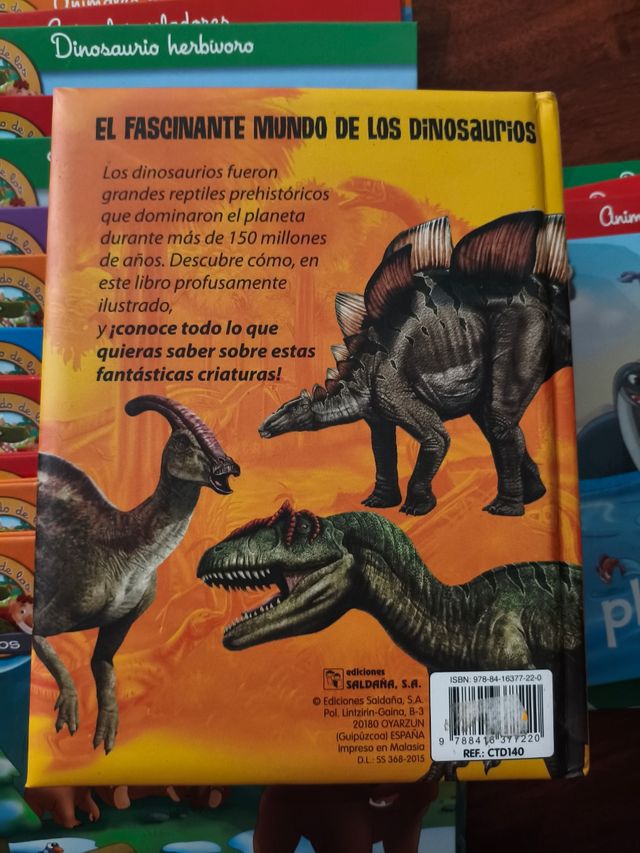 Dinosaurio herbívoro
EL FASCINANTE MUNDO DE LOS DINOSAURIOS
Los dinosaurios fueron
grandes reptiles prehistóricos
que dominaron el planeta
durante más de 150 millones
de años. Descubre cómo, en
este libro profusamente
ilustrado,
y ¡conoce todo lo que
quieras saber sobre estas
fantásticas criaturas!
ediciones
SALDAÑA, S.A.
© Ediciones Saldaña, S.A.
Pol. Lintzirin-Gaina, B-3
20180 OYARZUN
(Guipúzcoa) ESPAÑA
impreso en Malasia
D.L.: SS 368-2015
ISBN: 978-84-16377-22-0
9 788416 377220
REF.: CTD140